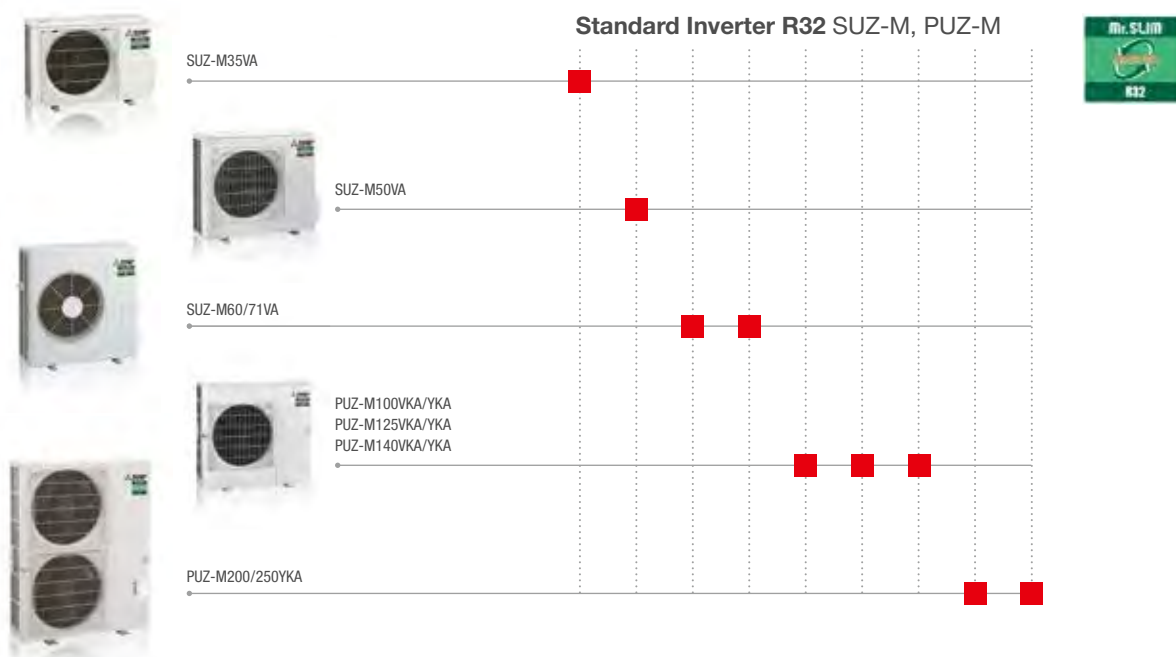 Standard Inverter R32 SUZ-M, PUZ-M
Mr.SLIM
R32
SUZ-M35VA
SUZ-M50VA
SUZ-M60/71VA
PUZ-M100VKA/YKA
PUZ-M125VKA/YKA
PUZ-M140VKA/YKA
PUZ-M200/250YKA